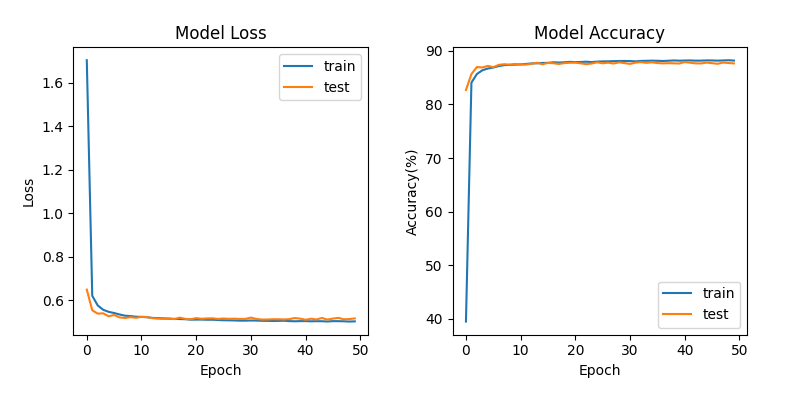 Model Loss
Loss
1.6
1.4
1.2
1.0
0.8
0.6
0 10 20 30 40 50
Epoch
train
test
Model Accuracy
Accuracy(%)
90
80
70
60
50
40
0 10 20 30 40 50
Epoch
train
test